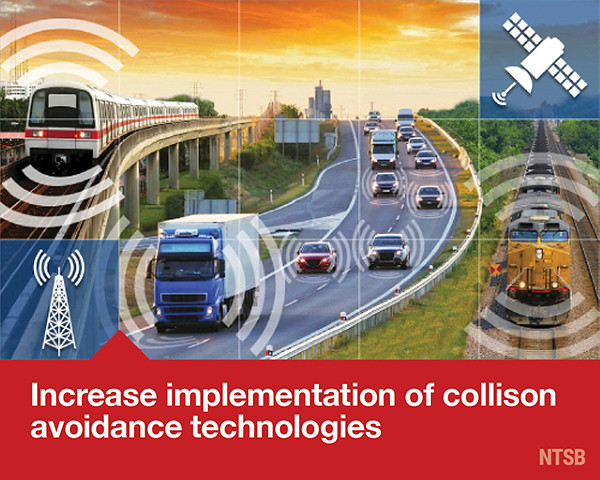 Increase implementation of collison
avoidance technologies
NTSB